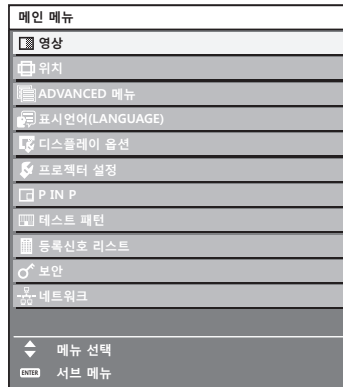 메인 메뉴
영상
위치
ADVANCED 메뉴
표시언어(LANGUAGE)
디스플레이 옵션
프로젝터 설정
P IN P
테스트 패턴
등록신호 리스트
보안
네트워크
메뉴 선택
ENTER 서브 메뉴